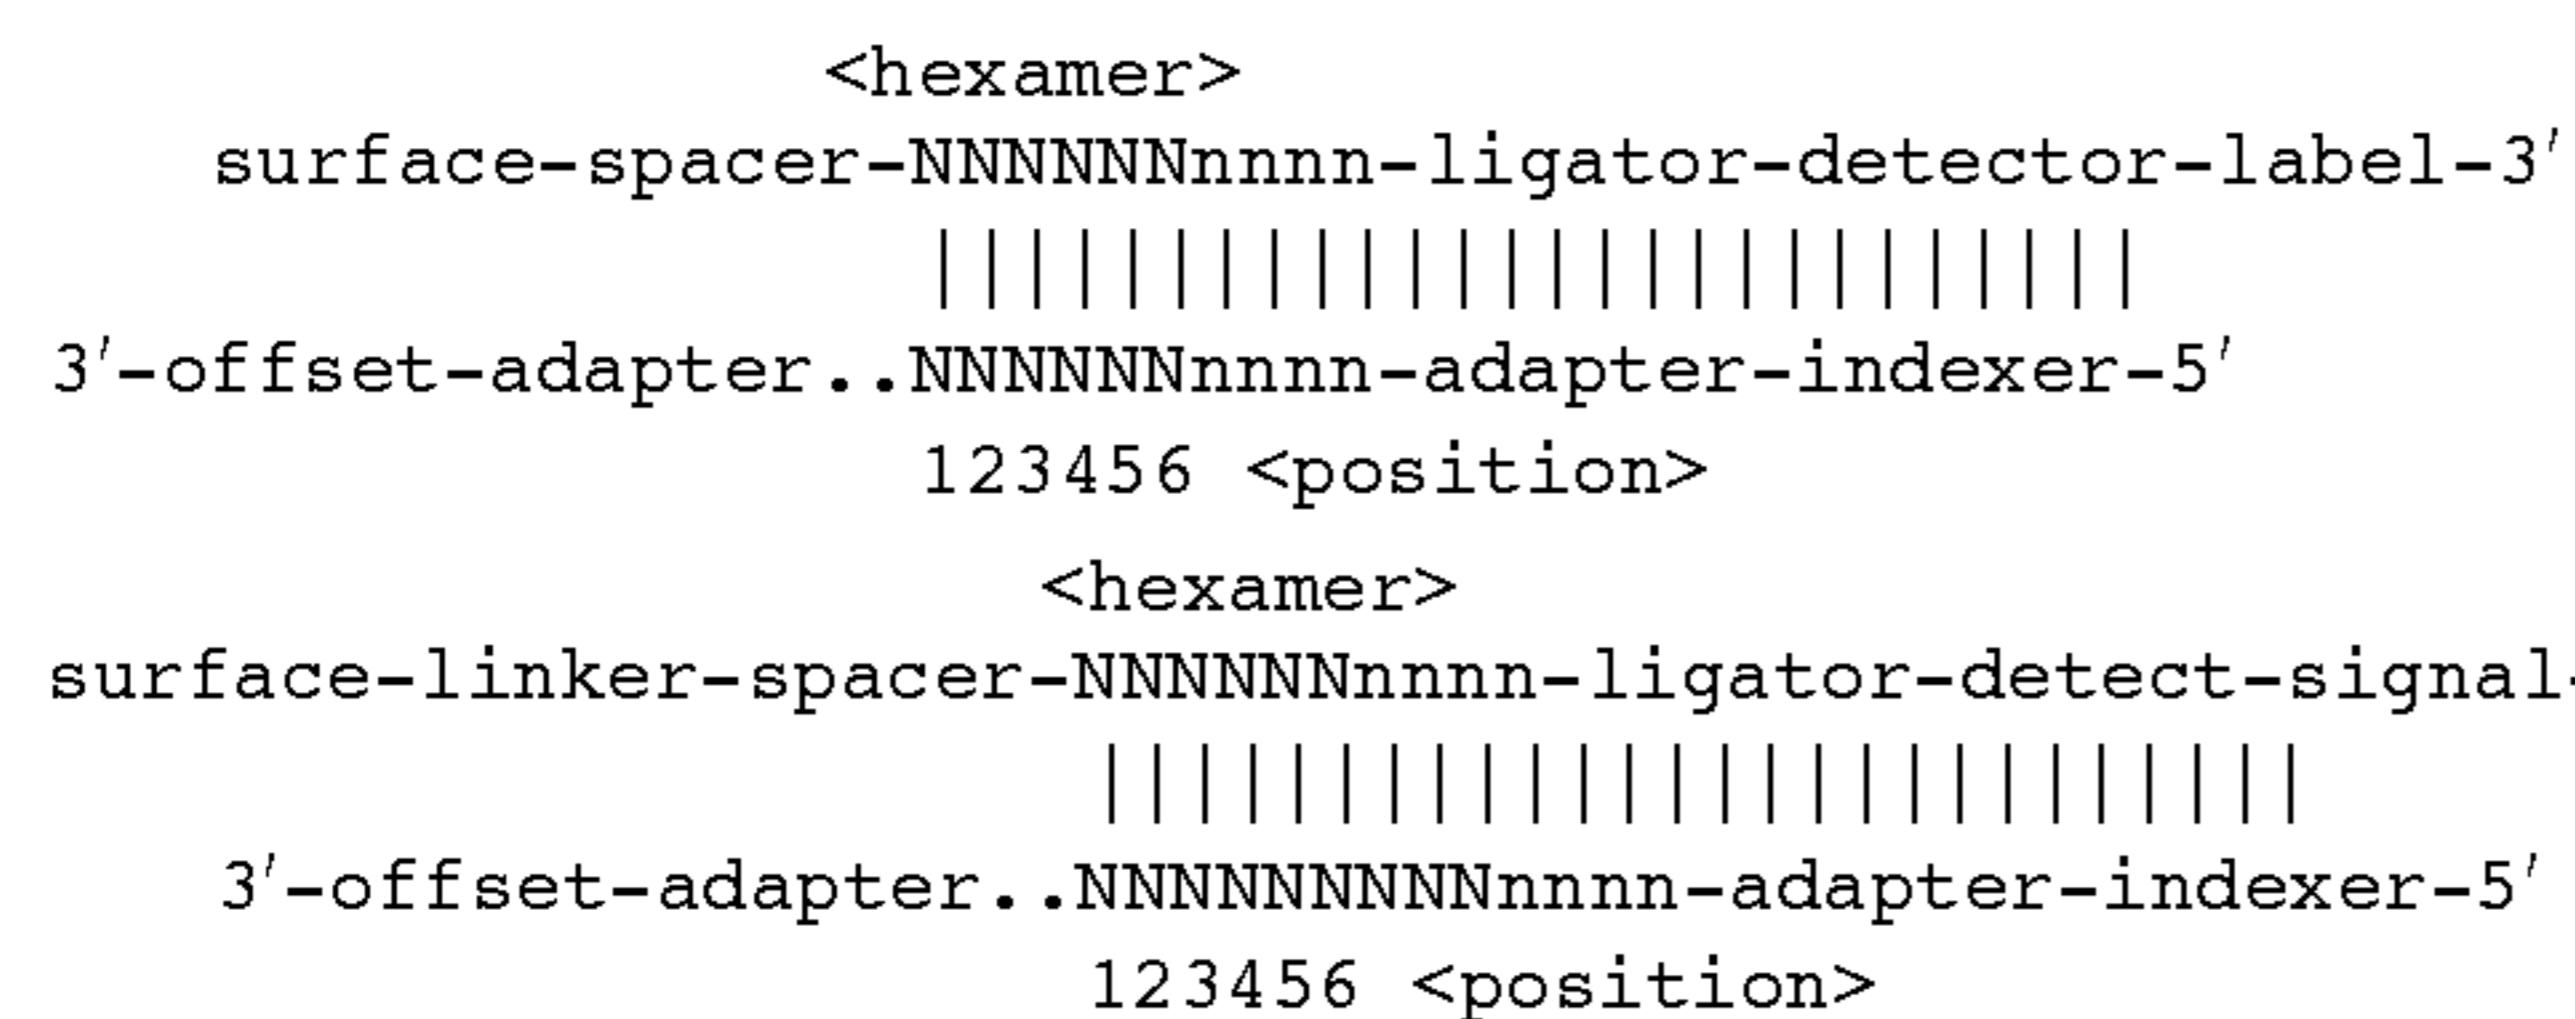 <hexamer>
surface-spacer-NNNNNNnnnn-ligator-detector-label-3′
||||||||||||||||||||||||||
3′-offset-adapter..NNNNNNnnnn-adapter-indexer-5′
123456 <position>
<hexamer>
surface-linker-spacer-NNNNNNnnnn-ligator-detect-signal-
||||||||||||||||||||||||||
3′-offset-adapter..NNNNNNNNNnnnn-adapter-indexer-5′
123456 <position>